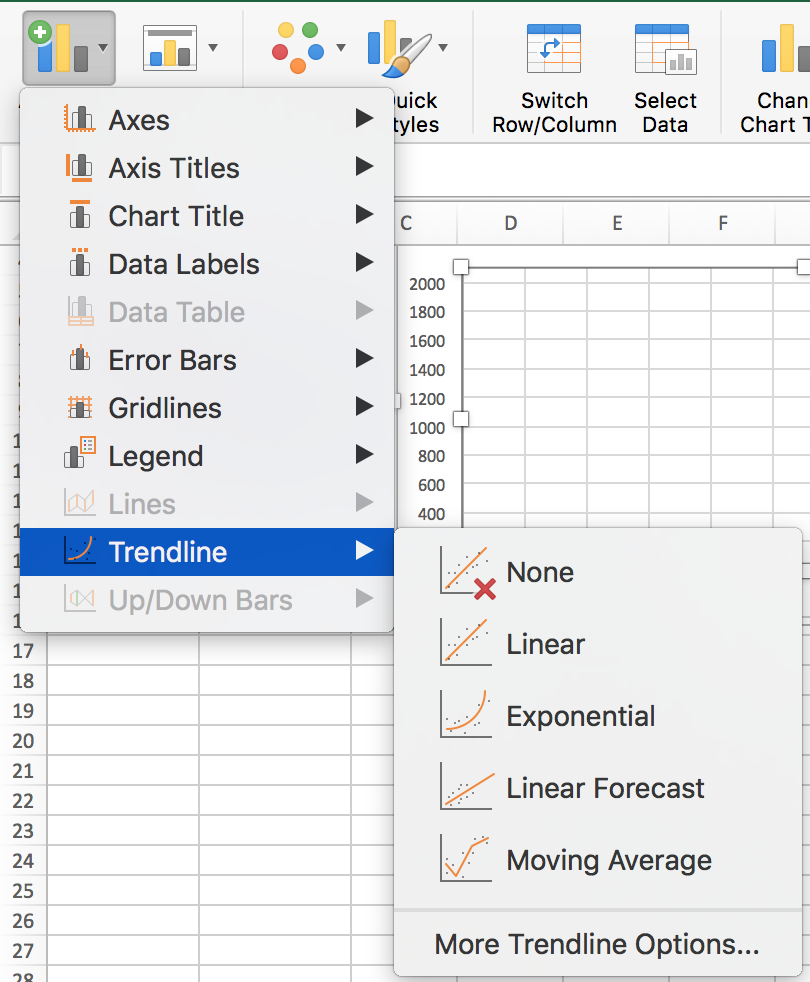 uick
tyles
Switch
Row/Column
Select
Data
Chan
Chart T
Axes
Axis Titles
Chart Title
Data Labels
Data Table
Error Bars
Gridlines
Legend
Lines
Trendline
Up/Down Bars
C D E F
2000
1800
1600
1400
1200
1000
800
600
400
None
Linear
Exponential
Linear Forecast
Moving Average
More Trendline Options...
17
18
19
20
21
22
23
24
25
26
27
28